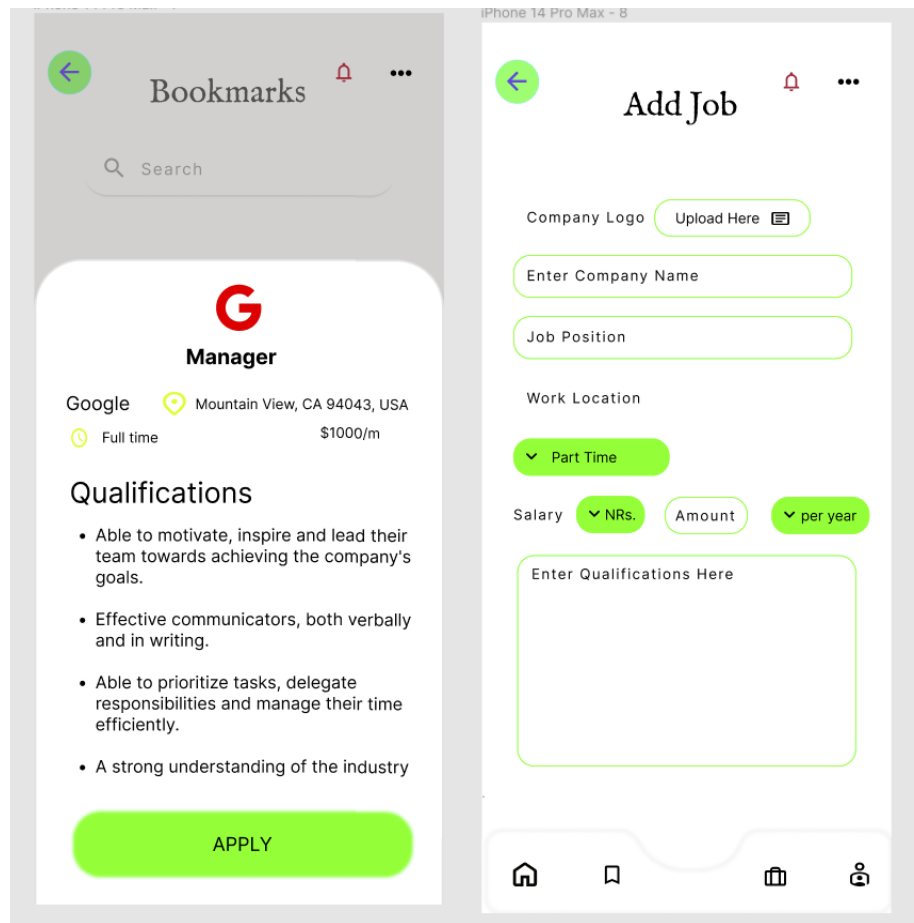 iPhone 14 Pro Max - 8
Bookmarks
Search
G
Manager
Google
Mountain View, CA 94043, USA
Full time
$1000/m
Qualifications
• Able to motivate, inspire and lead their
team towards achieving the company's
goals.
• Effective communicators, both verbally
and in writing.
• Able to prioritize tasks, delegate
responsibilities and manage their time
efficiently.
• A strong understanding of the industry
APPLY
Add Job
Company Logo
Upload Here
Enter Company Name
Job Position
Work Location
Part Time
Salary
NRs.
Amount
per year
Enter Qualifications Here